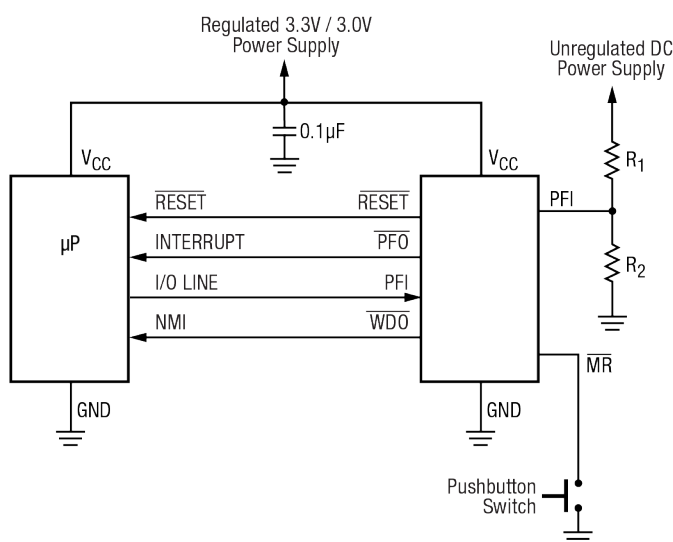 Regulated 3.3V / 3.0V
Power Supply
Unregulated DC
Power Supply
0.1µF
R1
VCC
VCC
RESET
RESET
PFI
µP
INTERRUPT
PFO
R2
I/O LINE
PFI
NMI
WDO
MR
GND
GND
Pushbutton
Switch